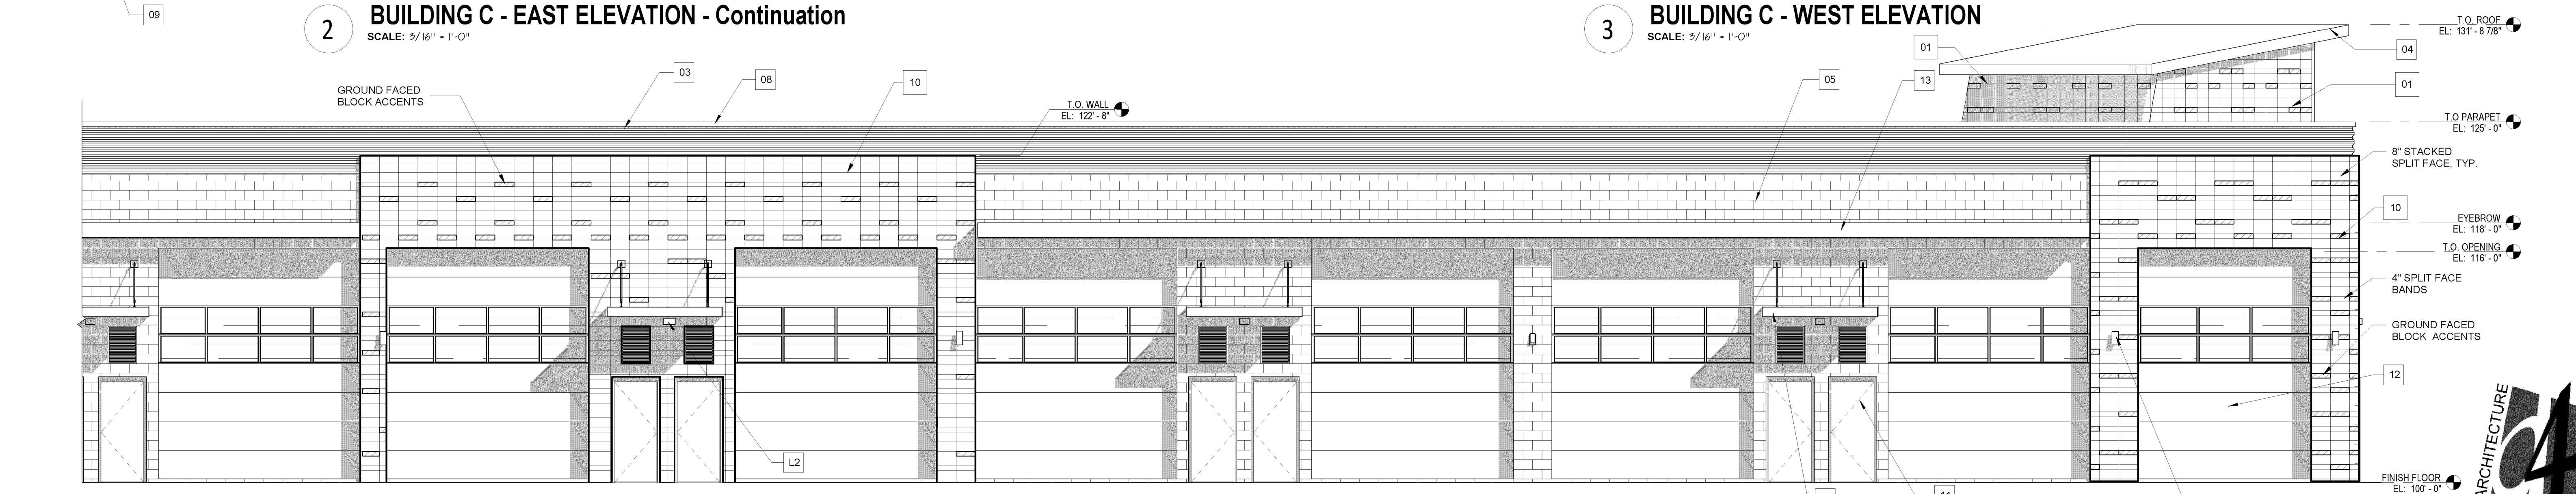 09
2
BUILDING C - EAST ELEVATION - Continuation
SCALE: 3/16" = 1'-0"
3
BUILDING C - WEST ELEVATION
SCALE: 3/16" = 1'-0"
T.O. ROOF
EL: 131' - 8 7/8"
01
04
03
08
10
05
13
01
GROUND FACED
BLOCK ACCENTS
T.O. WALL
EL: 122' - 8"
T.O PARAPET
EL: 125' - 0"
8" STACKED
SPLIT FACE, TYP.
10
EYEBROW
EL: 118' - 0"
T.O. OPENING
EL: 116' - 0"
4" SPLIT FACE
BANDS
GROUND FACED
BLOCK ACCENTS
12
L2
FINISH FLOOR
EL: 100' - 0"
ARCHITECTURE